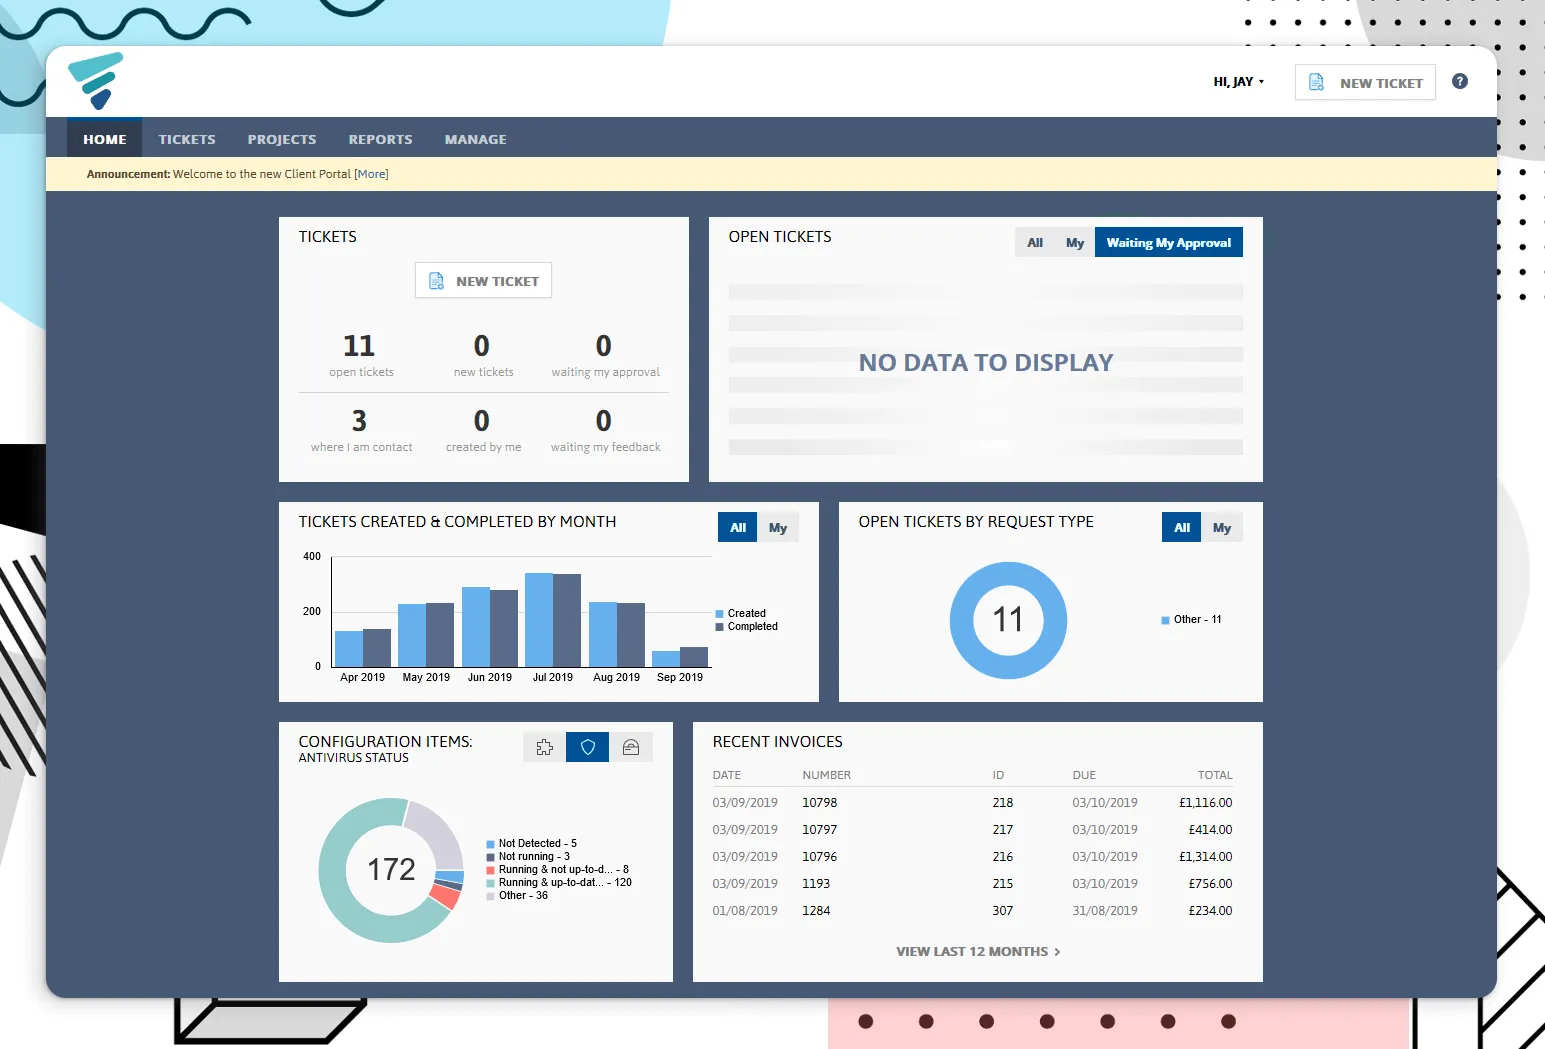 HI, JAY
NEW TICKET
?
HOME TICKETS PROJECTS REPORTS MANAGE
Announcement: Welcome to the new Client Portal [More]
TICKETS
NEW TICKET
11 0 0
open tickets new tickets waiting my approval
3 0 0
where I am contact created by me waiting my feedback
OPEN TICKETS
All My Waiting My Approval
NO DATA TO DISPLAY
TICKETS CREATED & COMPLETED BY MONTH
All My
400
200
0
Apr 2019 May 2019 Jun 2019 Jul 2019 Aug 2019 Sep 2019
Created
Completed
OPEN TICKETS BY REQUEST TYPE
All My
11
Other - 11
CONFIGURATION ITEMS:
ANTIVIRUS STATUS
172
Not Detected - 5
Not running - 3
Running & not up-to-d... - 8
Running & up-to-dat... - 120
Other - 36
RECENT INVOICES
DATE NUMBER ID DUE TOTAL
03/09/2019 10798 218 03/10/2019 £1,116.00
03/09/2019 10797 217 03/10/2019 £414.00
03/09/2019 10796 216 03/10/2019 £1,314.00
03/09/2019 1193 215 03/10/2019 £756.00
01/08/2019 1284 307 31/08/2019 £234.00
VIEW LAST 12 MONTHS >